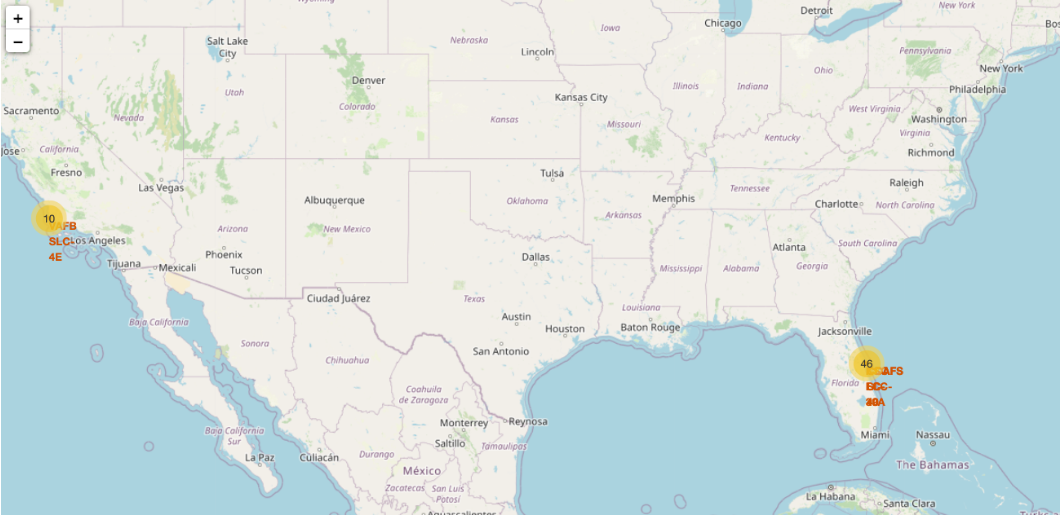 Wyoming
Detroit
New York
+
Chicago
Iowa
Salt Lake
City
Nebraska
Lincoln
Pennsylvania
New York
Denver
Ohio
Utah
Illinois
Indiana
Philadelphia
Kansas City
Colorado
Sacramento
Nevada
Washington
West Virginia
Kansas
Missouri
Virginia
Kentucky
California
Jose
Richmond
Fresno
Tulsa
Las Vegas
Raleigh
Tennessee
Albuquerque
Memphis
Oklahoma
Charlotte
North Carolina
10
Arkansas
VAFB
Arizona
New Mexico
SLC-
Los Angeles
South Carolina
Atlanta
4E
Phoenix
Dallas
Tijuana
Mexicali
Tucson
Mississippi
Alabama
Georgia
Ciudad Juárez
Texas
Louisiana
Austin
Baja California
Houston
Baton Rouge
Jacksonville
Sonora
San Antonio
Chihuahua
46
Florida
Coahuila
de Zaragoza
Monterrey
Reynosa
Baja California
Sur
Miami
Nassau
Saltillo
Tamaulipas
La Paz
Culiacán
Durango
The Bahamas
México
Zacatecas
San Luis
Potosí
La Habana
Santa Clara
Aguascalientes